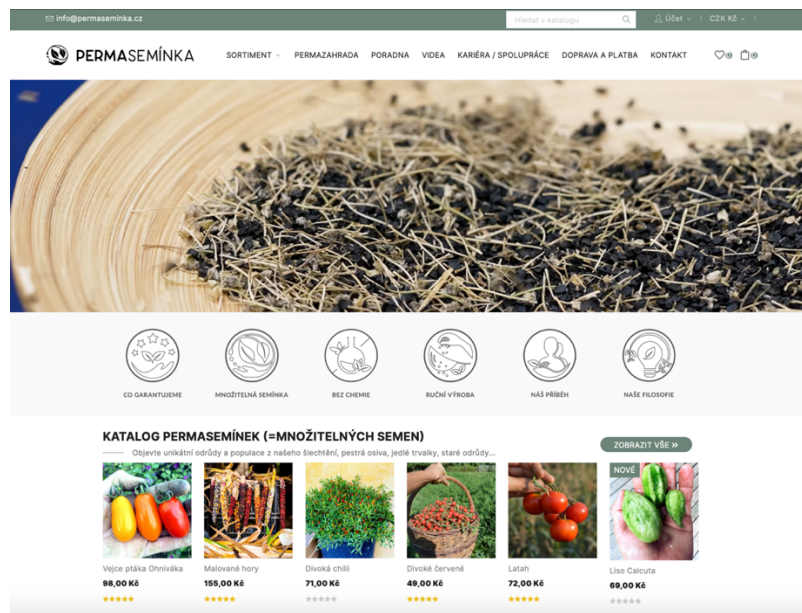 info@permaseminka.cz
Hledat v katalogu
Účet
CZK Kč
PERMASEMÍNKA
SORTIMENT
PERMAZAHRADA
PORADNA
VIDEA
KARIÉRA / SPOLUPRÁCE
DOPRAVA A PLATBA
KONTAKT
0
0
CO GARANTUJEME
MNOŽITELNÁ SEMÍNKA
BEZ CHEMIE
RUČNÍ VÝROBA
NÁŠ PŘÍBĚH
NAŠE FILOSOFIE
KATALOG PERMASEMÍNEK (=MNOŽITELNÝCH SEMEN)
Objevte unikátní odrůdy a populace z našeho šlechtění, pestrá osiva, jedlé trvalky, staré odrůdy...
ZOBRAZIT VŠE »
NOVÉ
Vejce ptáka Ohniváka
98,00 Kč
Malované hory
155,00 Kč
Divoká chilli
71,00 Kč
Divoké červené
49,00 Kč
Latah
72,00 Kč
Liso Calcuta
69,00 Kč